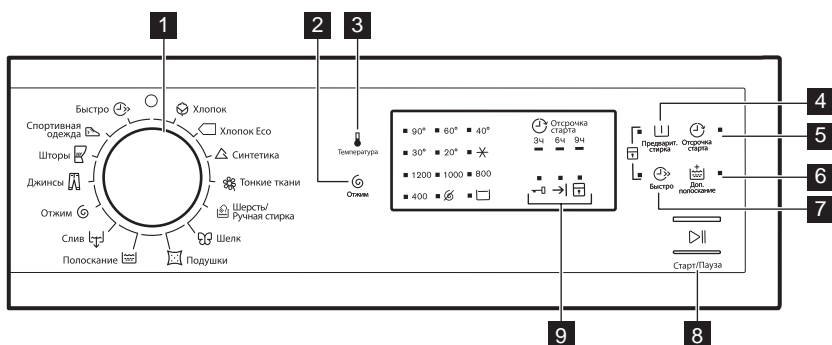 1
2
3
4
5
6
7
8
9
Быстро
Спортивная
одежда
Шторы
Джинсы
Отжим
Слив
Полоскание
Хлопок
Хлопок Eco
Синтетика
Тонкие ткани
Шерсть/
Ручная стирка
Шелк
Подушки
Температура
Отжим
90° 60° 40°
30° 20°
1200 1000 800
400
Отсрочка
старта
3ч 6ч 9ч
Предварит.
стирка
Отсрочка
старта
Быстро
Доп.
полоскание
Старт/Пауза